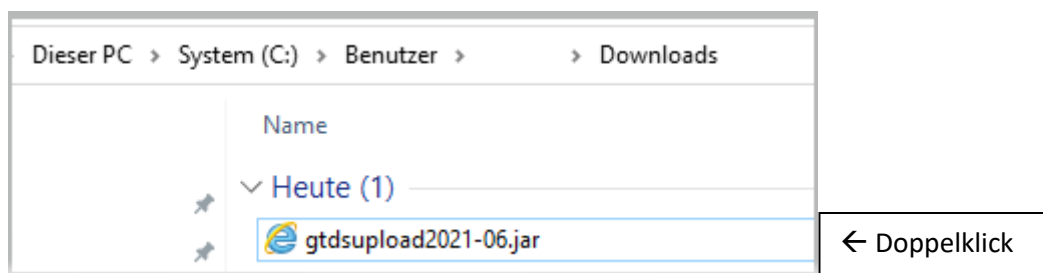 Dieser PC > System (C:) > Benutzer > > Downloads
Name
Heute (1)
gtdsupload2021-06.jar
← Doppelklick